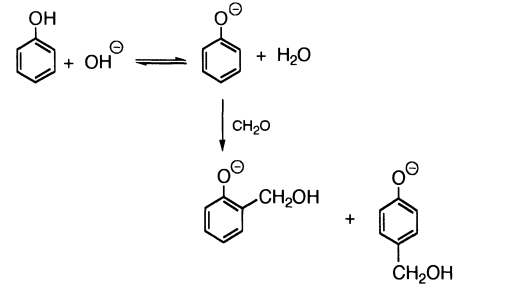 OH
+ OH⊖ ⇌ O⊖ + H₂O
CH₂O
O⊖
CH₂OH
+
O⊖
CH₂OH